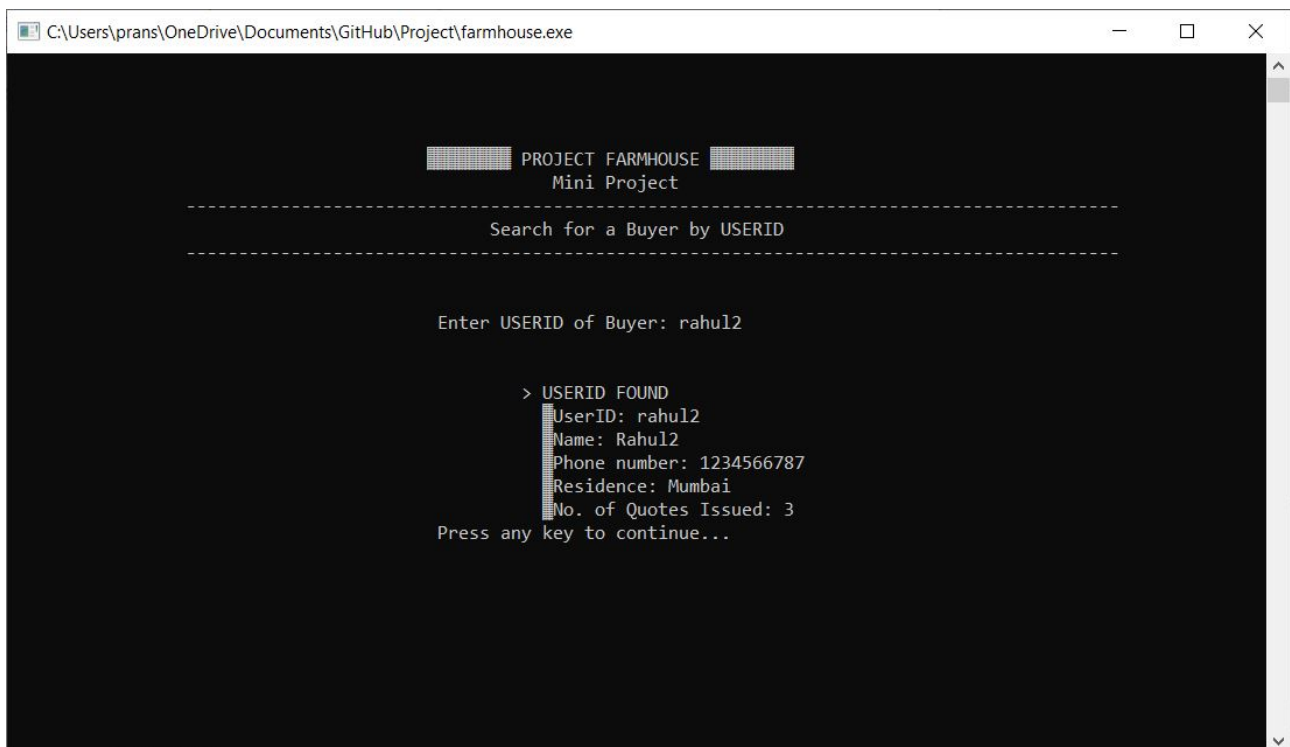 C:\Users\prans\OneDrive\Documents\GitHub\Project\farmhouse.exe
PROJECT FARMHOUSE
Mini Project
--------------------------------------------------------------------------------
Search for a Buyer by USERID
--------------------------------------------------------------------------------
Enter USERID of Buyer: rahul2
> USERID FOUND
UserID: rahul2
Name: Rahul2
Phone number: 1234566787
Residence: Mumbai
No. of Quotes Issued: 3
Press any key to continue...